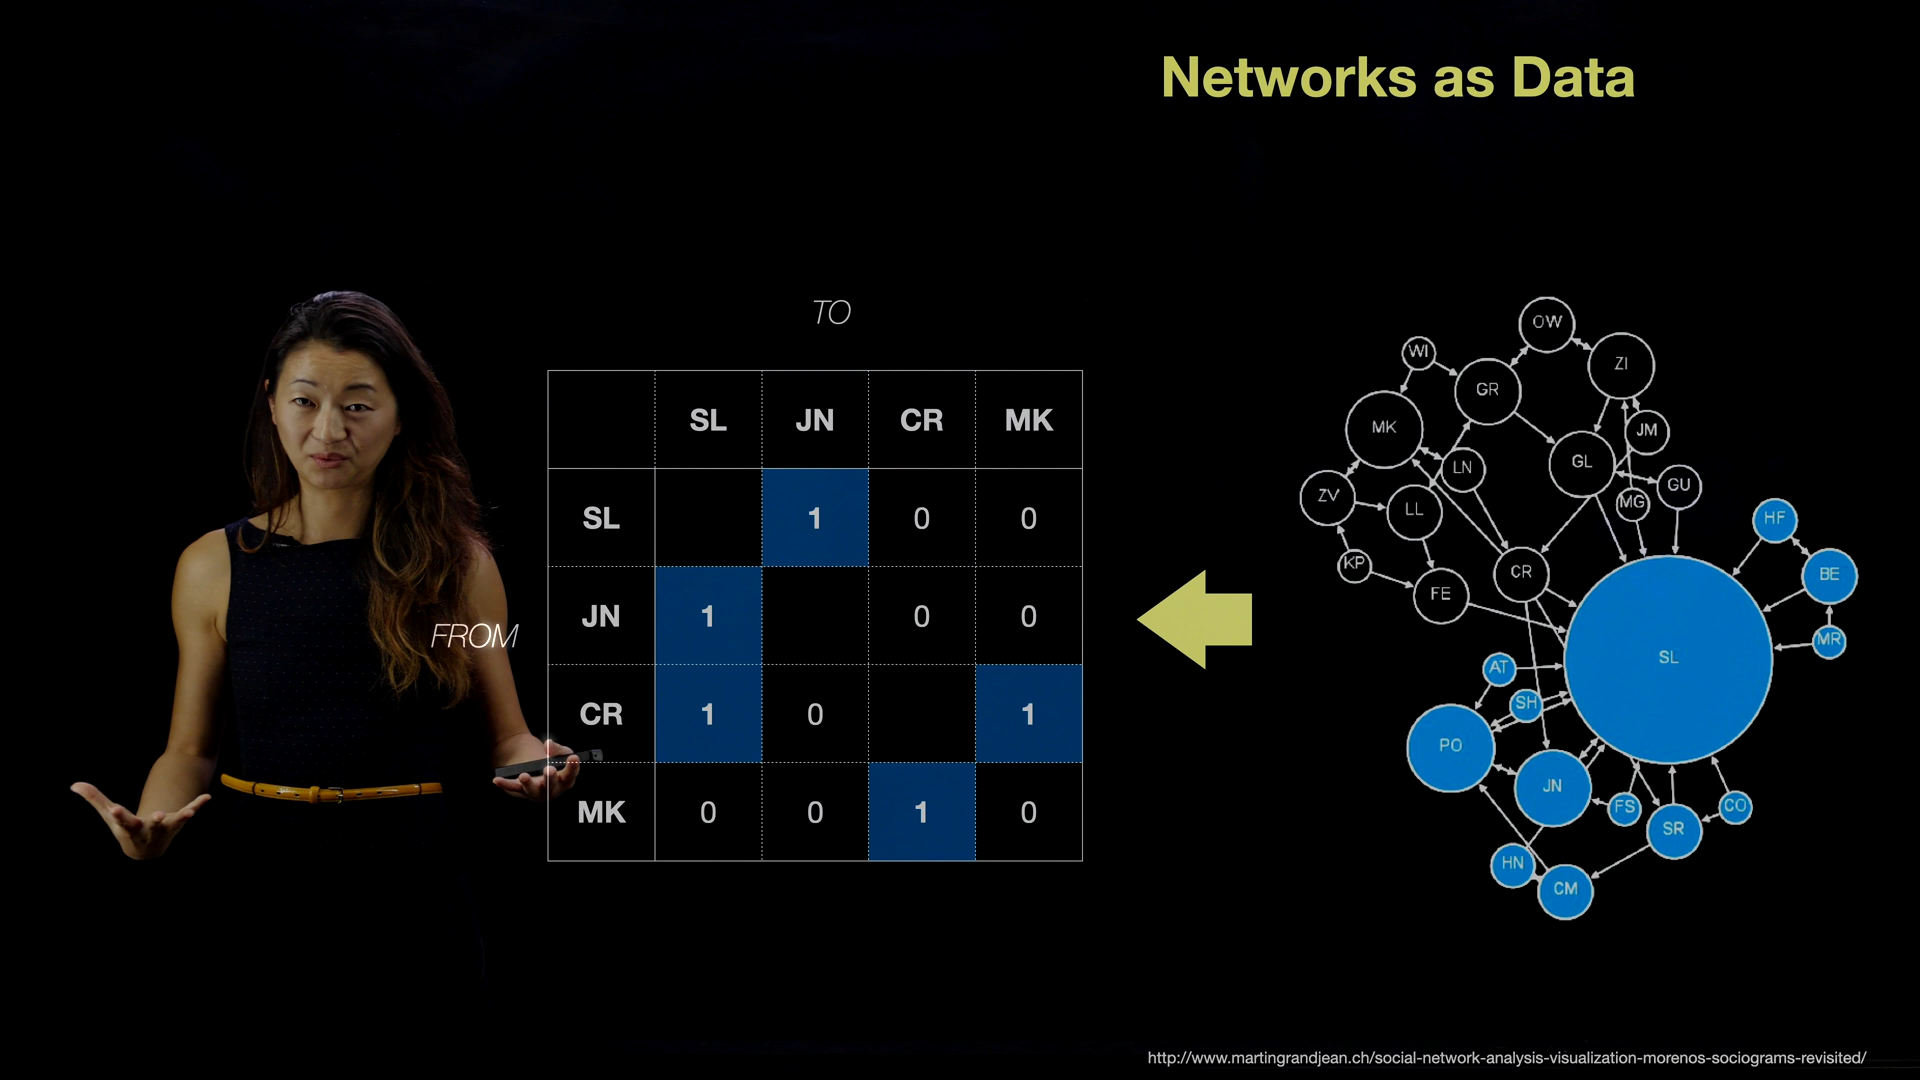 Networks as Data
TO
FROM
SL JN CR MK
SL 1 0 0
JN 1 0 0
CR 1 0 1
MK 0 0 1 0
OW
WI
ZI
GR
MK
JM
LN
GL
GU
ZV
LL
MG
HF
KP
CR
BE
FE
MR
SL
AT
SH
PO
JN
FS
CO
SR
HN
CM
http://www.martingrandjean.ch/social-network-analysis-visualization-morenos-sociograms-revisited/